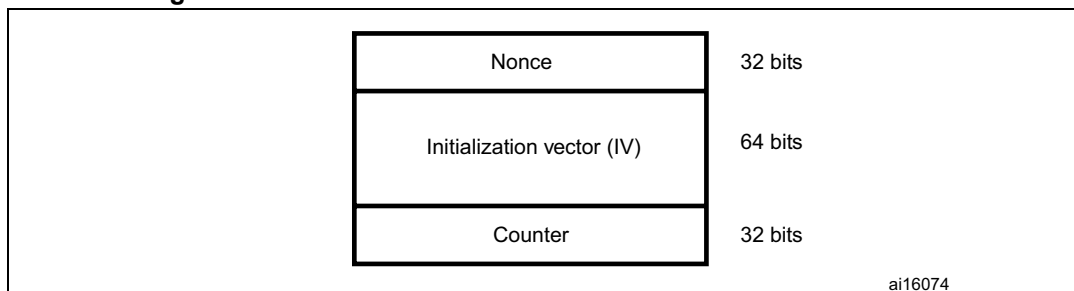 Nonce 32 bits
Initialization vector (IV) 64 bits
Counter 32 bits
ai16074